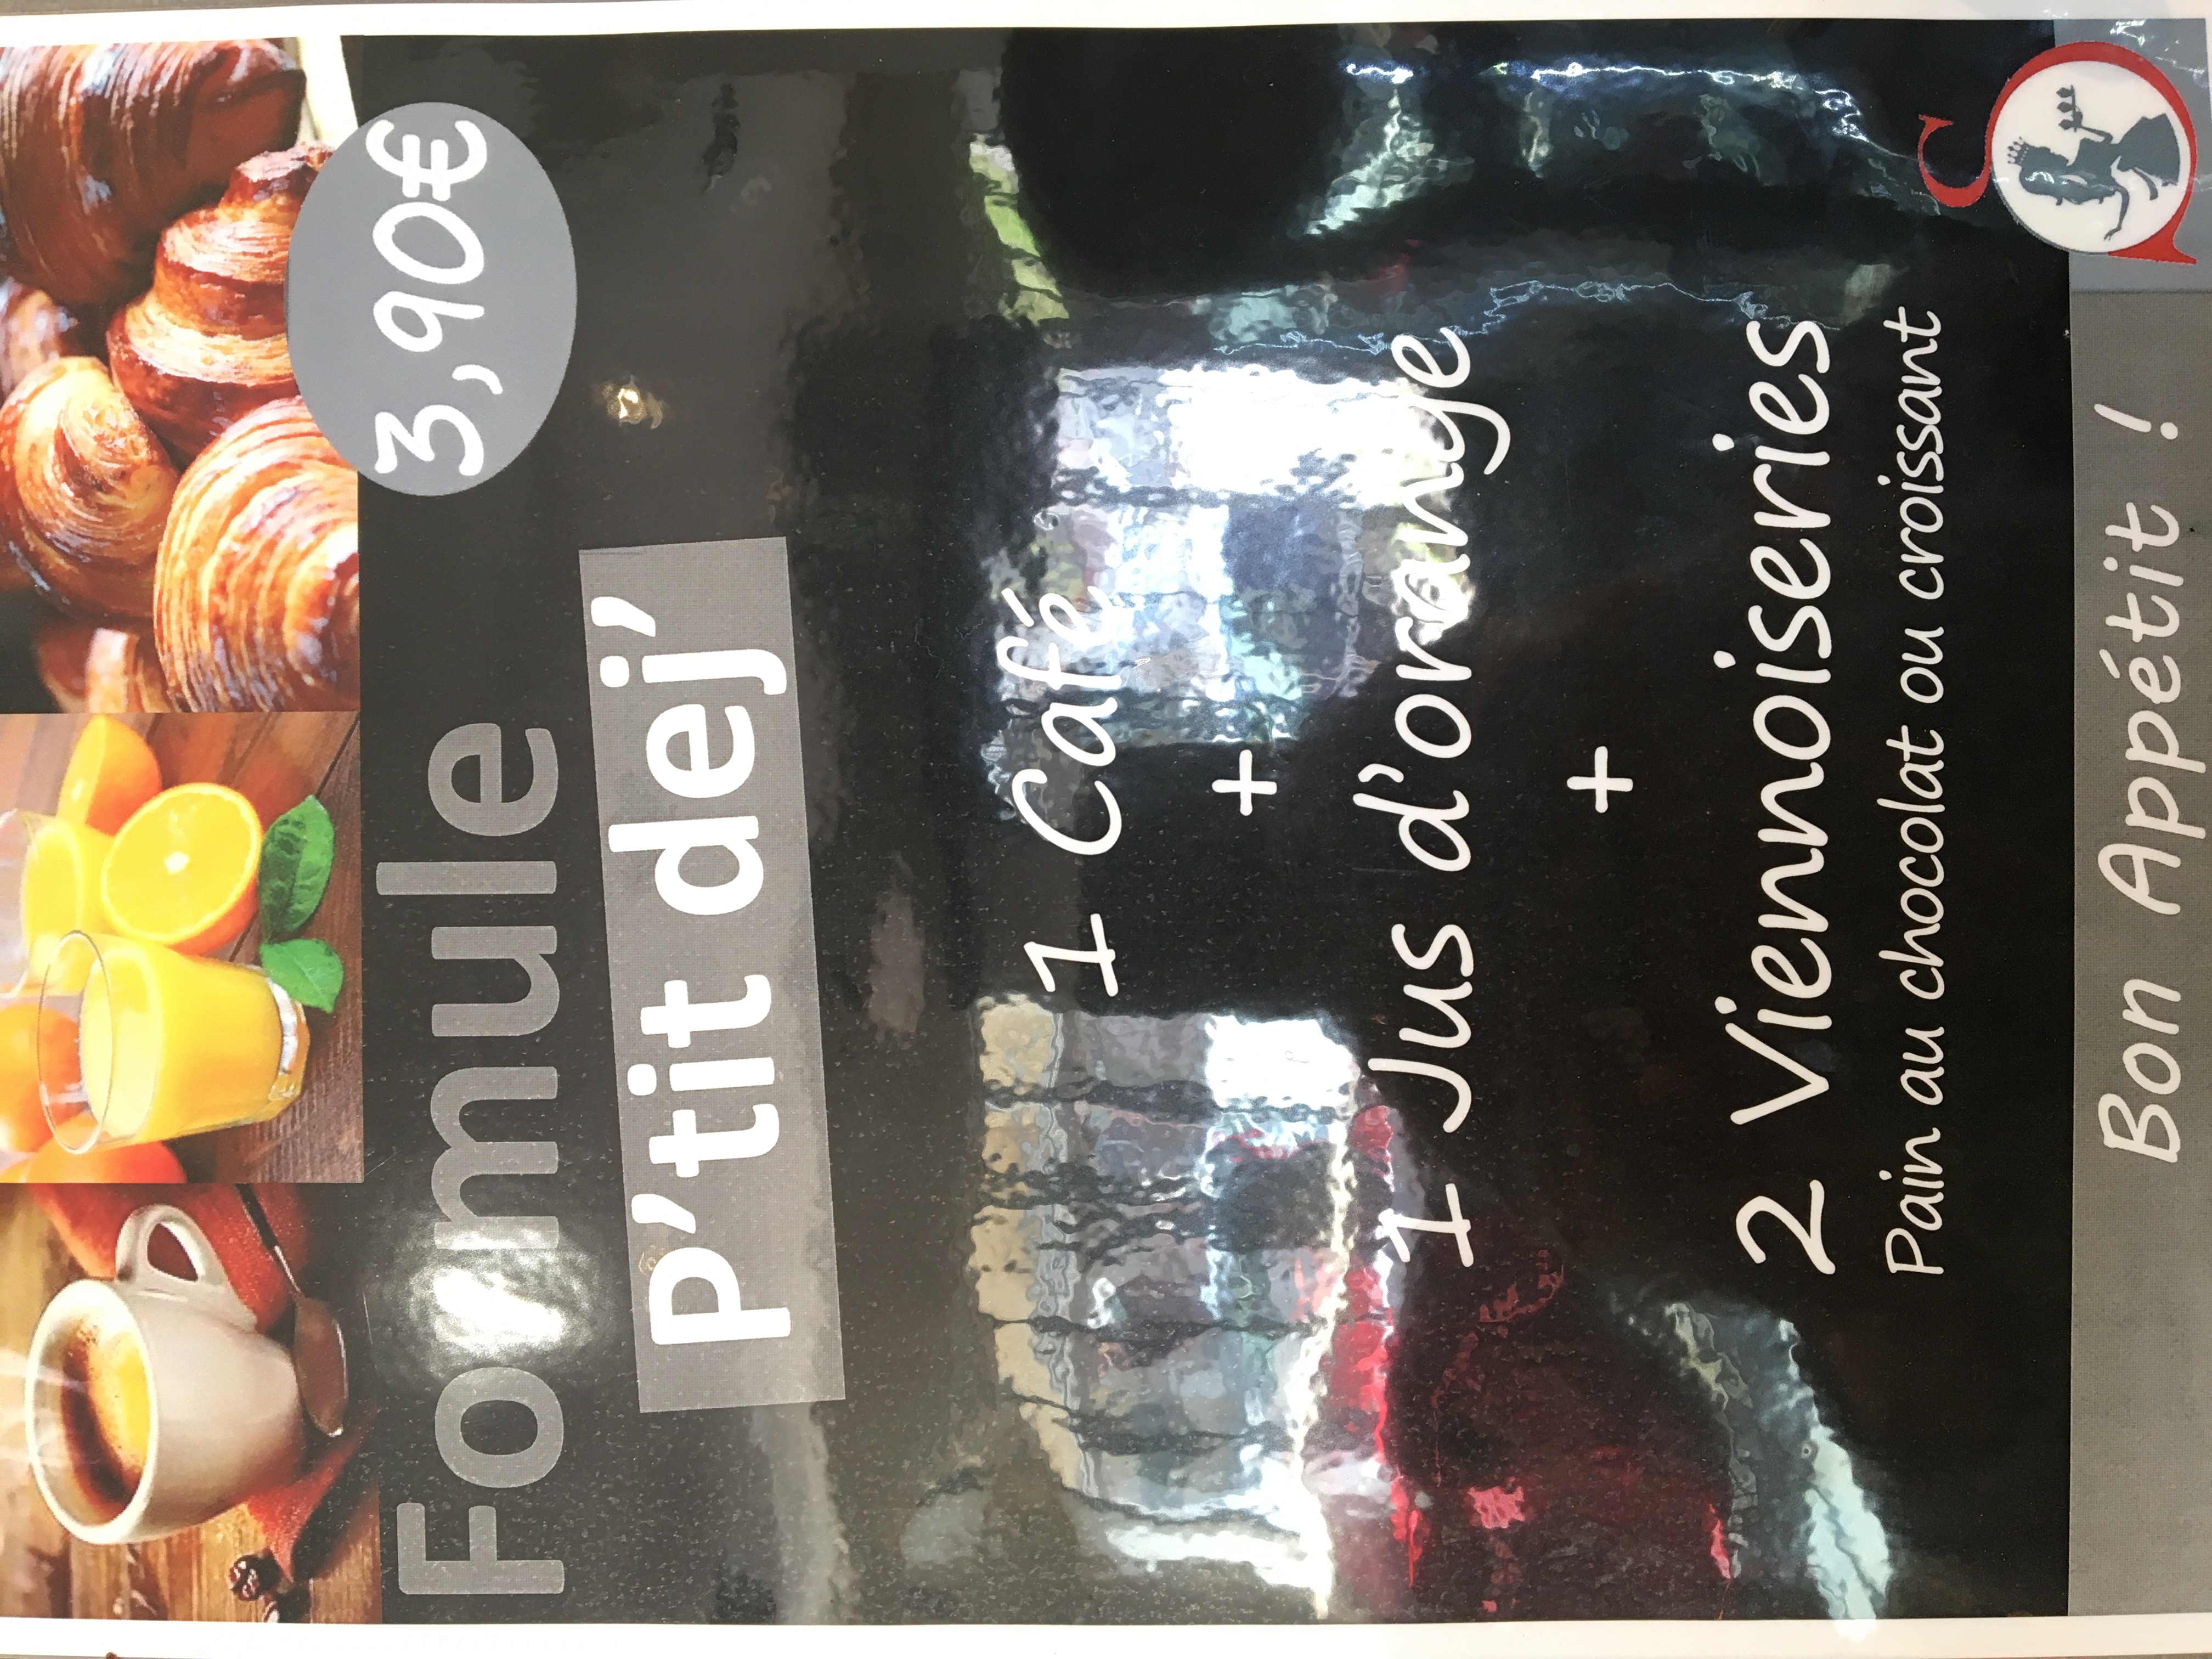 3,90€
Formule
P'tit dej'
1 Café
+
1 Jus d'orange
+
2 Viennoiseries
Pain au chocolat ou croissant
Bon Appétit !